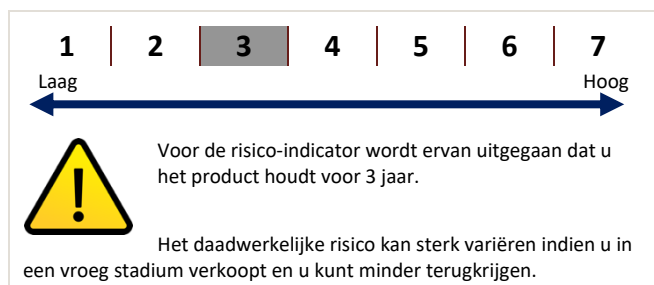 1 2 3 4 5 6 7
Laag Hoog
Voor de risico-indicator wordt ervan uitgegaan dat u
het product houdt voor 3 jaar.
Het daadwerkelijke risico kan sterk variëren indien u in
een vroeg stadium verkoopt en u kunt minder terugkrijgen.